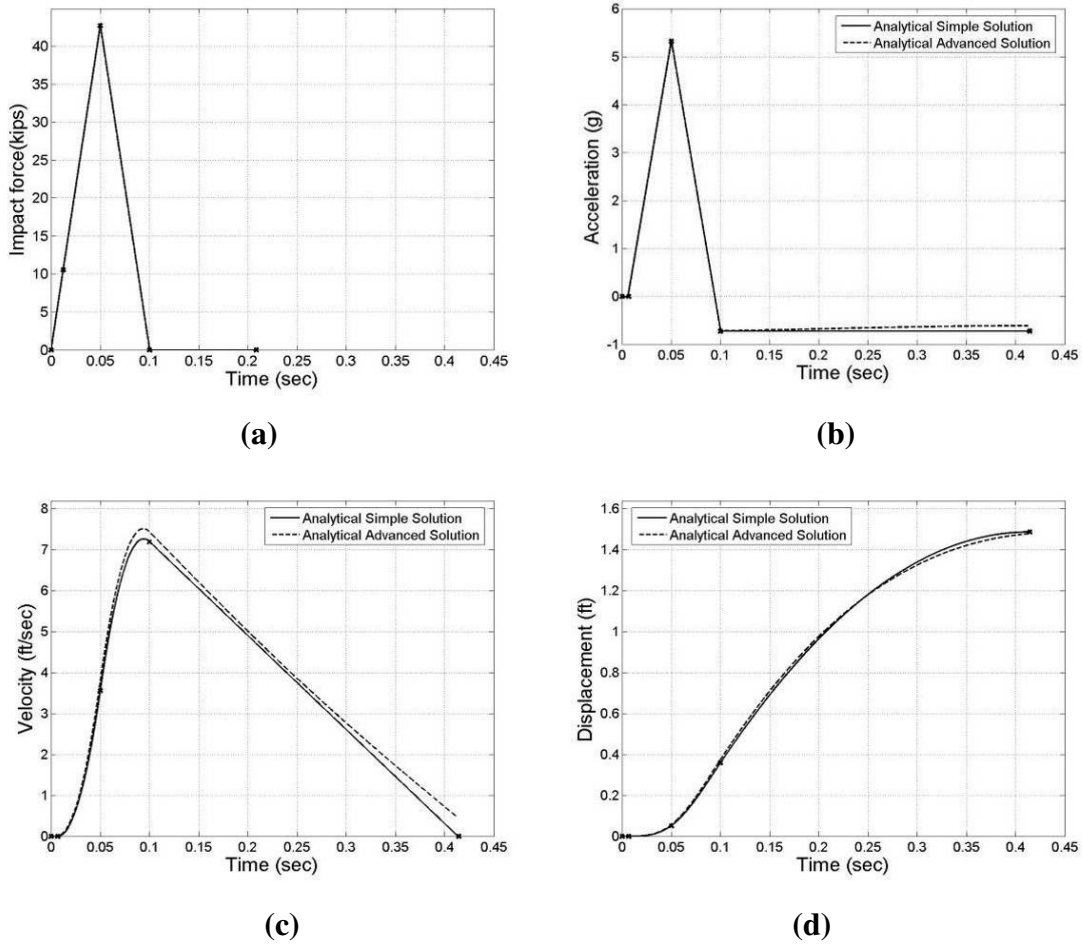 40
35
30
25
20
15
10
5
0
Impact force(kips)
0 0.05 0.1 0.15 0.2 0.25 0.3 0.35 0.4 0.45
Time (sec)
(a)
6
5
4
3
2
1
0
-1
Acceleration (g)
Analytical Simple Solution
Analytical Advanced Solution
0 0.05 0.1 0.15 0.2 0.25 0.3 0.35 0.4 0.45
Time (sec)
(b)
8
7
6
5
4
3
2
1
0
Velocity (ft/sec)
Analytical Simple Solution
Analytical Advanced Solution
0 0.05 0.1 0.15 0.2 0.25 0.3 0.35 0.4 0.45
Time (sec)
(c)
1.6
1.4
1.2
1
0.8
0.6
0.4
0.2
0
Displacement (ft)
Analytical Simple Solution
Analytical Advanced Solution
0 0.05 0.1 0.15 0.2 0.25 0.3 0.35 0.4 0.45
Time (sec)
(d)